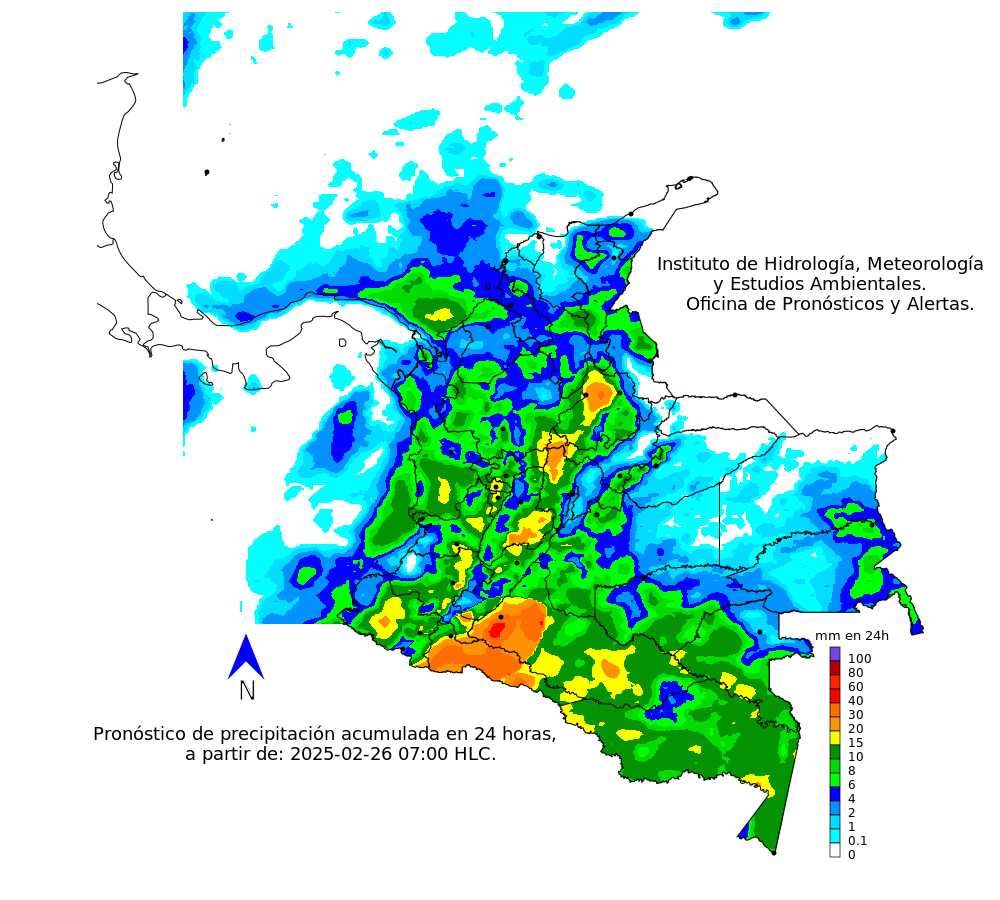 Instituto de Hidrología, Meteorología
y Estudios Ambientales.
Oficina de Pronósticos y Alertas.
mm en 24h
100
80
60
40
30
20
15
10
8
6
4
2
1
0.1
0
N
Pronóstico de precipitación acumulada en 24 horas,
a partir de: 2025-02-26 07:00 HLC.